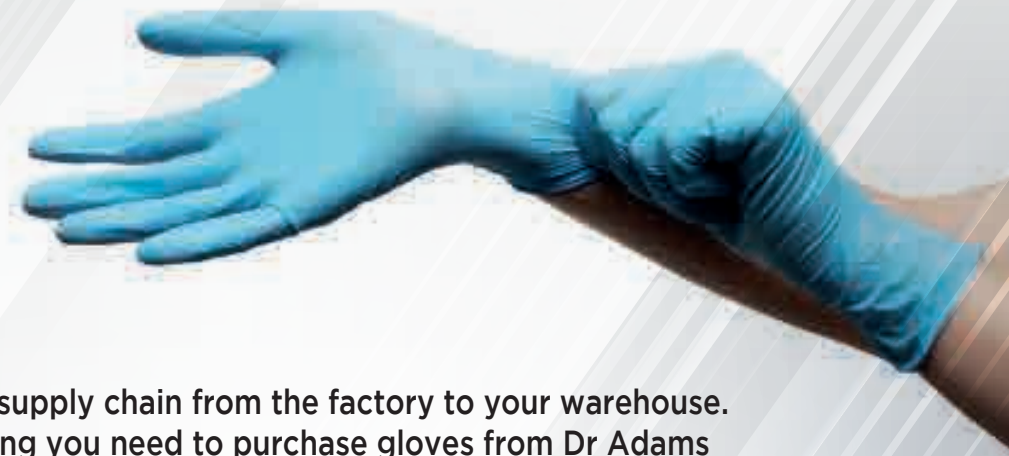 supply chain from the factory to your warehouse.
ng you need to purchase gloves from Dr Adams